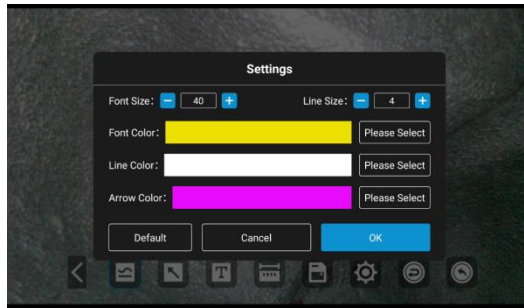 Settings
Font Size: 40 Line Size: 4
Font Color: Please Select
Line Color: Please Select
Arrow Color: Please Select
Default Cancel OK
T